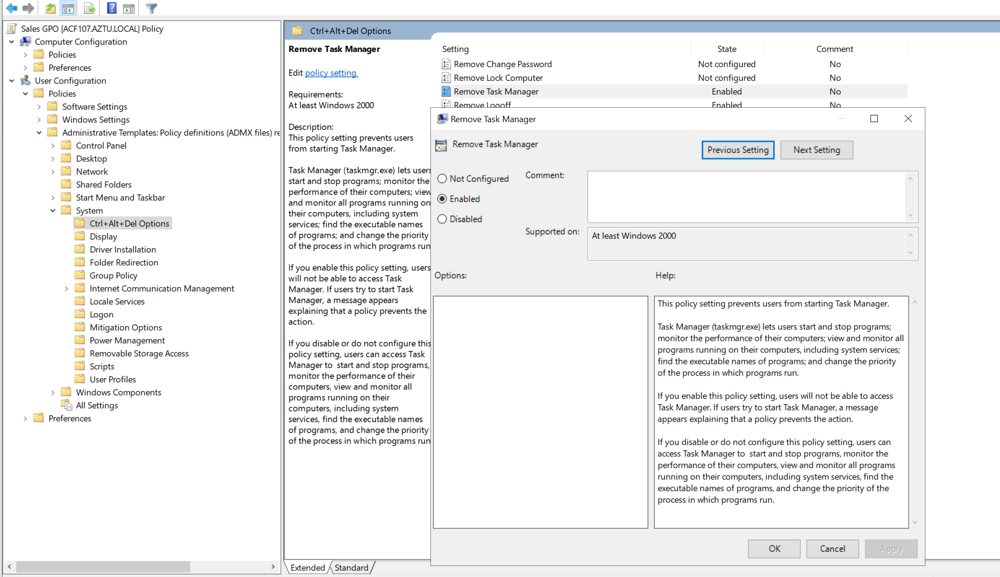 Sales GPO [ACF107.AZTU.LOCAL] Policy
Computer Configuration
Policies
Preferences
User Configuration
Policies
Software Settings
Windows Settings
Administrative Templates: Policy definitions (ADMX files) re
Control Panel
Desktop
Network
Shared Folders
Start Menu and Taskbar
System
Ctrl+Alt+Del Options
Display
Driver Installation
Folder Redirection
Group Policy
Internet Communication Management
Locale Services
Logon
Mitigation Options
Power Management
Removable Storage Access
Scripts
User Profiles
Windows Components
All Settings
Preferences
Ctrl+Alt+Del Options
Remove Task Manager
Edit policy setting
Requirements:
At least Windows 2000
Description:
This policy setting prevents users
from starting Task Manager.
Task Manager (taskmgr.exe) lets users
start and stop programs; monitor the
performance of their computers; view
and monitor all programs running on
their computers, including system
services; find the executable names
of programs; and change the priority
of the process in which programs run
If you enable this policy setting, users
will not be able to access Task
Manager. If users try to start Task
Manager, a message appears
explaining that a policy prevents the
action.
If you disable or do not configure this
policy setting, users can access Task
Manager to  start and stop programs,
monitor the performance of their
computers, view and monitor all
programs running on their
computers, including system
services, find the executable names
of programs, and change the priority
of the process in which programs run
Extended Standard
Setting State Comment
Remove Change Password Not configured No
Remove Lock Computer Not configured No
Remove Task Manager Enabled No
Remove Logoff Enabled No
Remove Task Manager
Remove Task Manager
Previous Setting Next Setting
Not Configured
Enabled
Disabled
Comment:
Supported on:
At least Windows 2000
Options:
Help:
This policy setting prevents users from starting Task Manager.
Task Manager (taskmgr.exe) lets users start and stop programs;
monitor the performance of their computers; view and monitor all
programs running on their computers, including system services;
find the executable names of programs; and change the priority
of the process in which programs run.
If you enable this policy setting, users will not be able to access
Task Manager. If users try to start Task Manager, a message
appears explaining that a policy prevents the action.
If you disable or do not configure this policy setting, users can
access Task Manager to  start and stop programs, monitor the
performance of their computers, view and monitor all programs
running on their computers, including system services, find the
executable names of programs, and change the priority of the
process in which programs run.
OK Cancel Apply